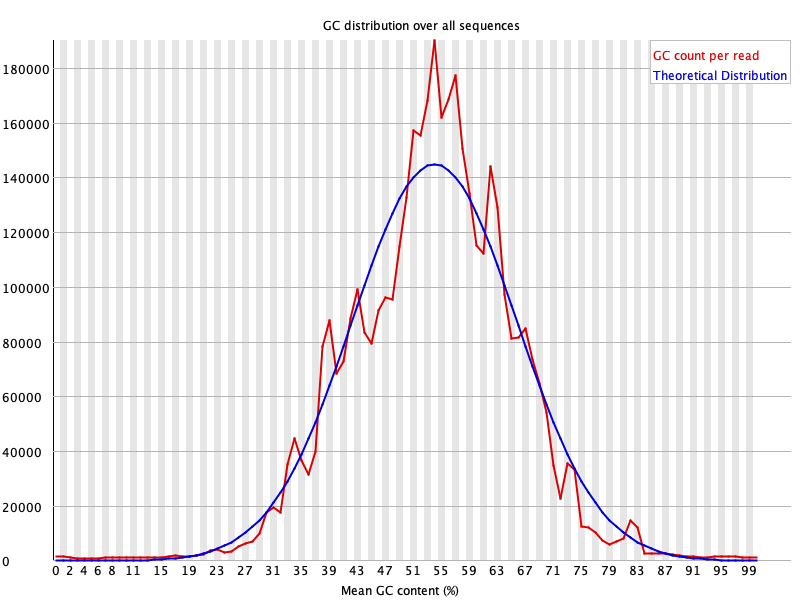 GC distribution over all sequences
GC count per read
Theoretical Distribution
180000
160000
140000
120000
100000
80000
60000
40000
20000
0
0 2 4 6 8 11 15 19 23 27 31 35 39 43 47 51 55 59 63 67 71 75 79 83 87 91 95 99
Mean GC content (%)